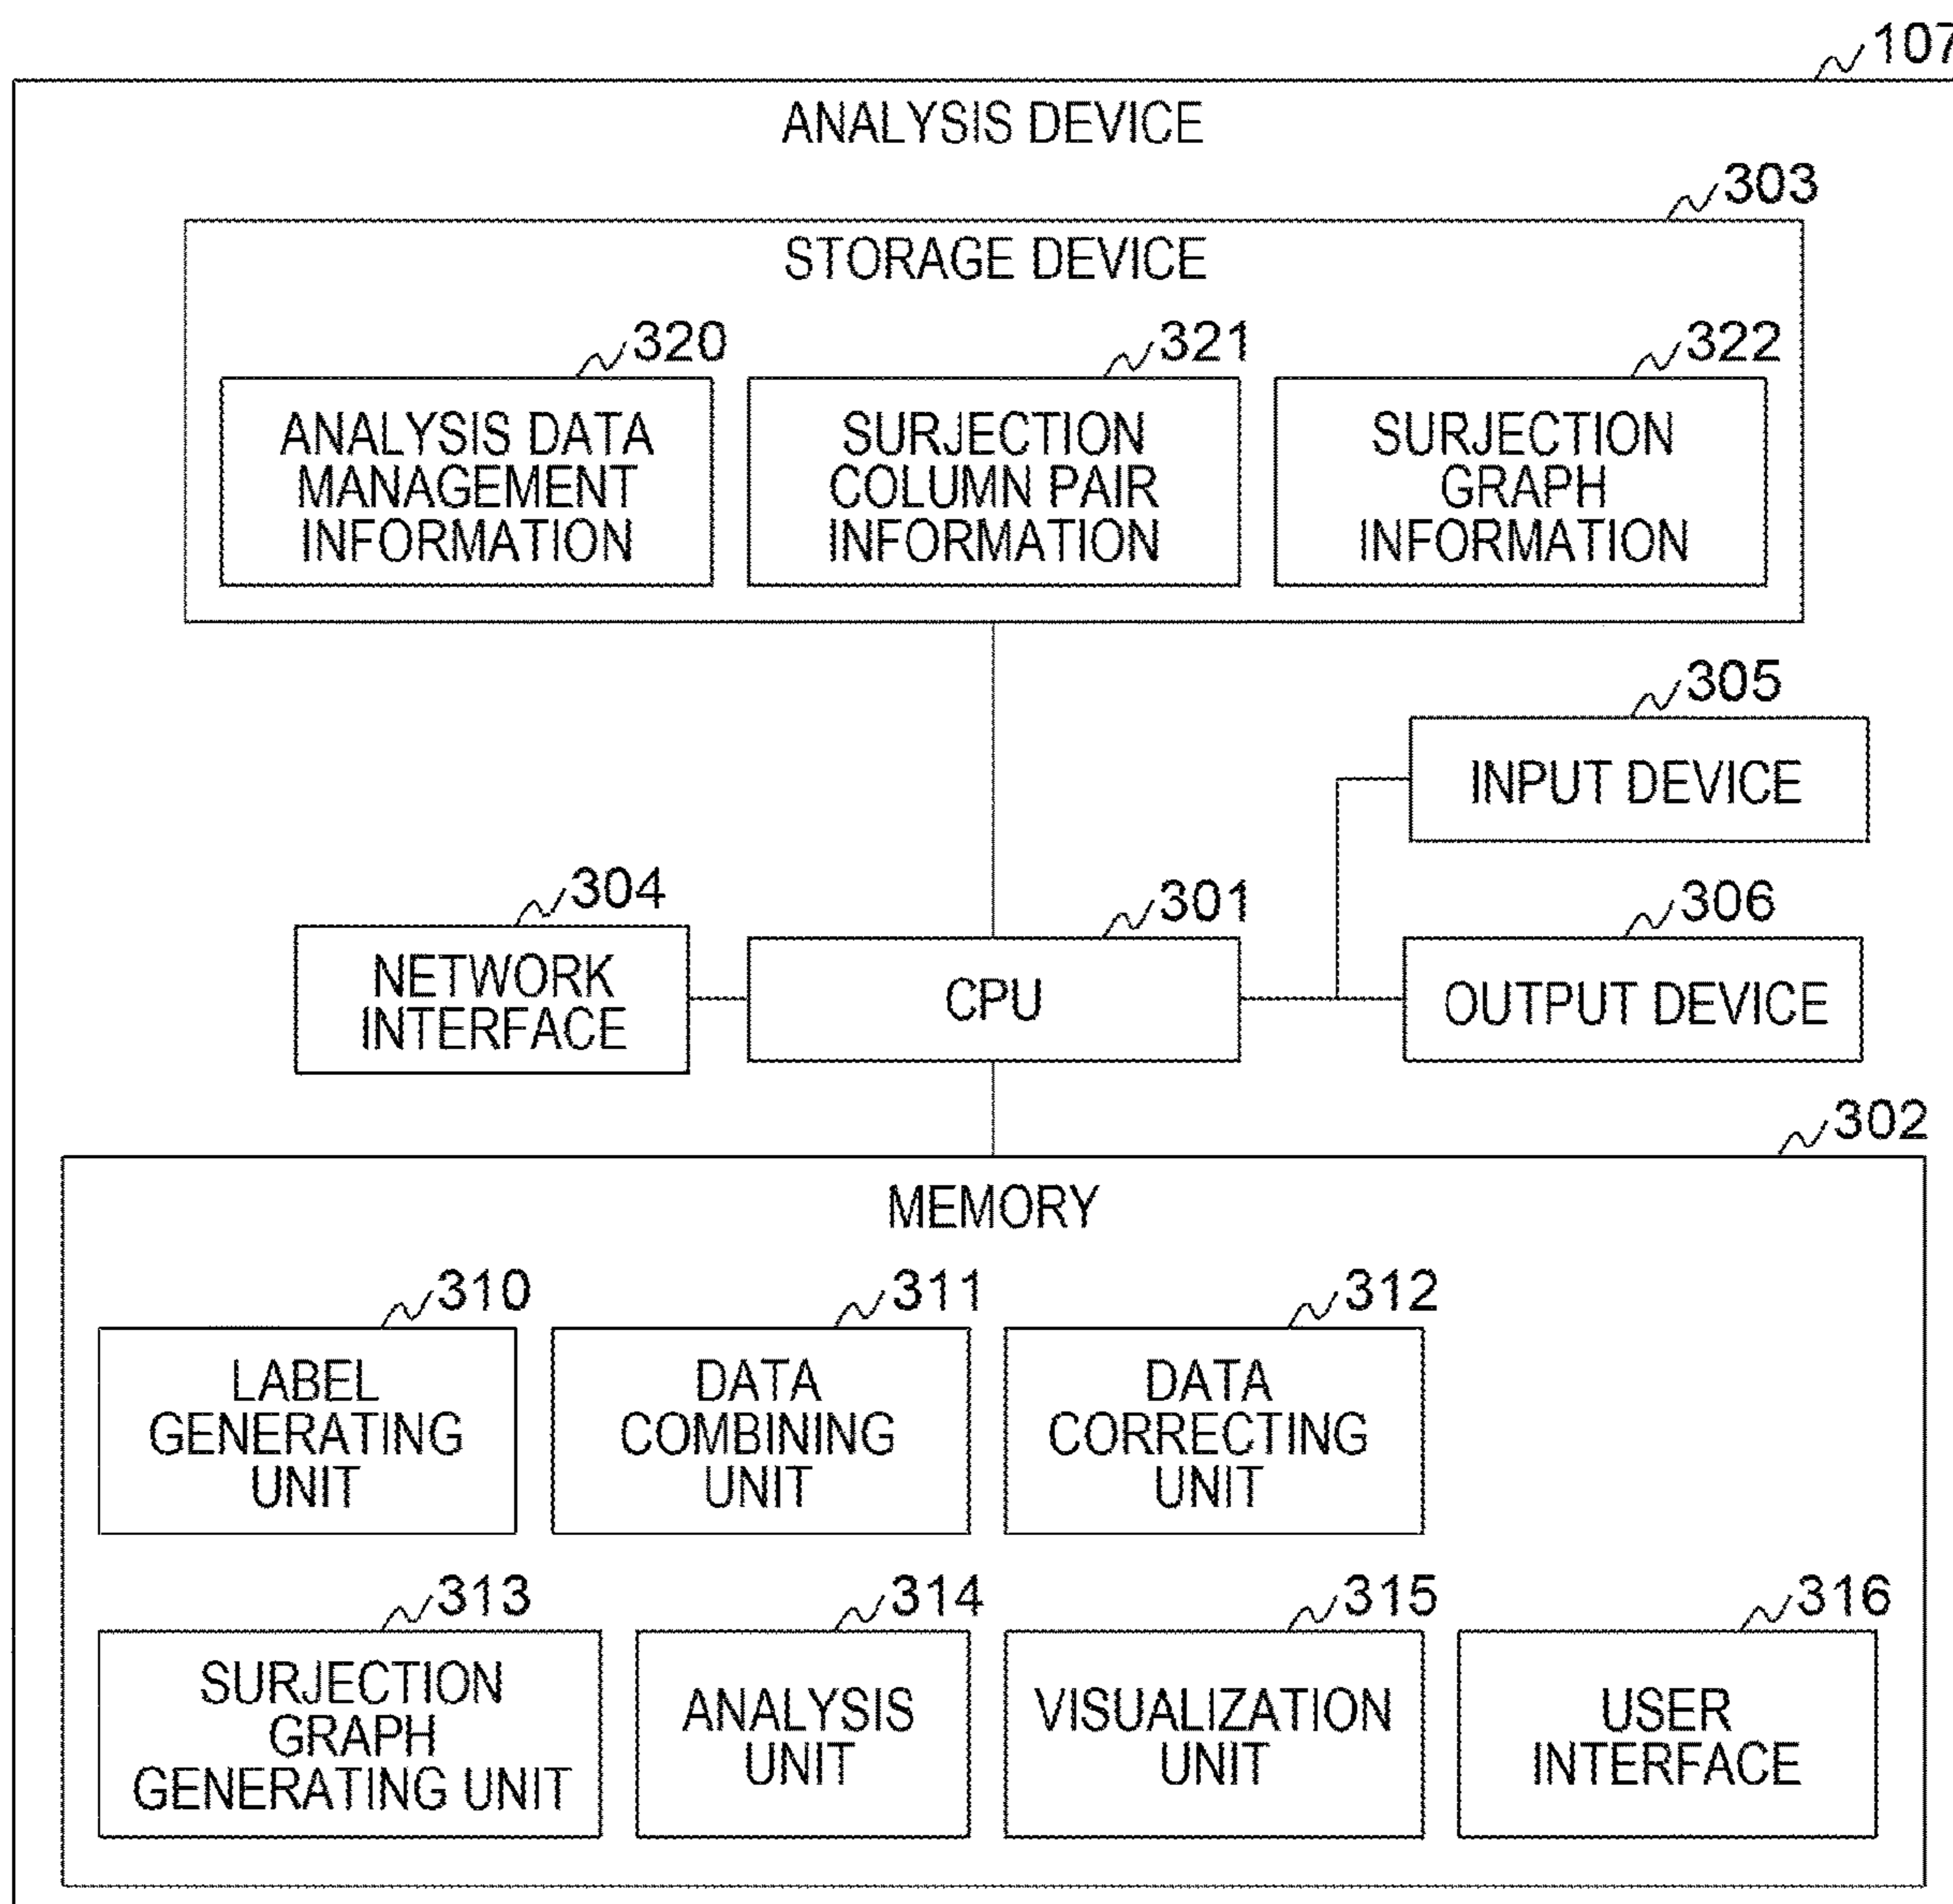 107
ANALYSIS DEVICE
303
STORAGE DEVICE
320
ANALYSIS DATA
MANAGEMENT
INFORMATION
321
SURJECTION
COLUMN PAIR
INFORMATION
322
SURJECTION
GRAPH
INFORMATION
305
INPUT DEVICE
304
NETWORK
INTERFACE
301
CPU
306
OUTPUT DEVICE
302
MEMORY
310
LABEL
GENERATING
UNIT
311
DATA
COMBINING
UNIT
312
DATA
CORRECTING
UNIT
313
SURJECTION
GRAPH
GENERATING UNIT
314
ANALYSIS
UNIT
315
VISUALIZATION
UNIT
316
USER
INTERFACE